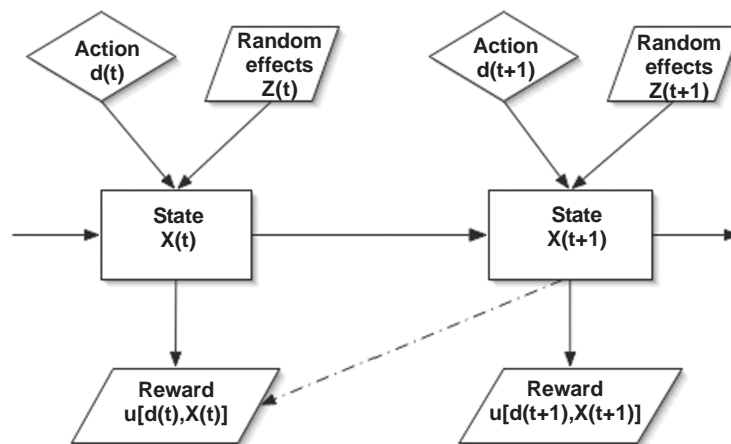 Action
d(t)
Random
effects
Z(t)
Action
d(t+1)
Random
effects
Z(t+1)
State
X(t)
State
X(t+1)
Reward
u[d(t),X(t)]
Reward
u[d(t+1),X(t+1)]